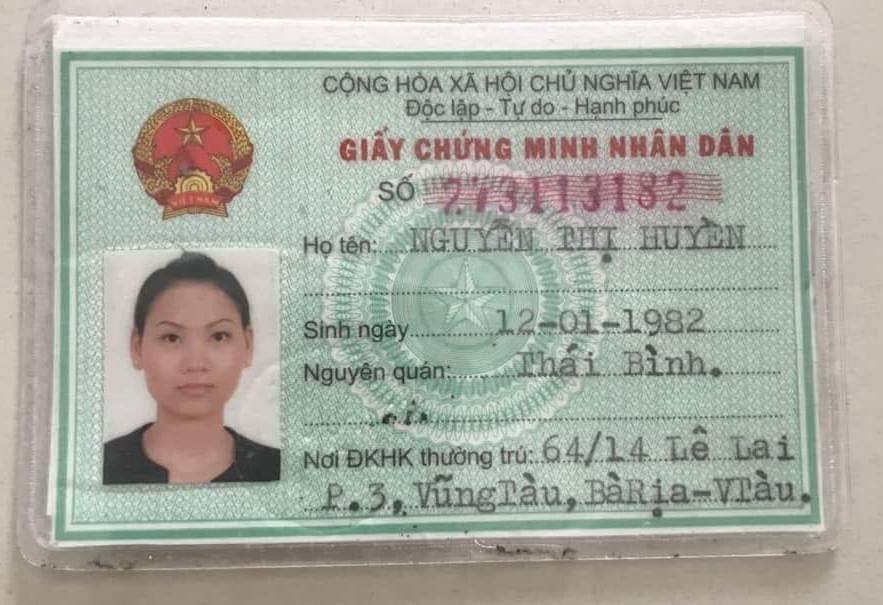 CỘNG HÒA XÃ HỘI CHỦ NGHĨA VIỆT NAM
Độc lập - Tự do - Hạnh phúc
GIẤY CHỨNG MINH NHÂN DÂN
SỐ 273113182
Họ tên: NGUYỄN THỊ HUYỀN
Sinh ngày 12-01-1982
Nguyên quán: Thái Bình.
Nơi ĐKHK thường trú: 64/14 Lê Lai
P.3, VũngTàu, BàRịa-VTàu.
VIỆT NAM